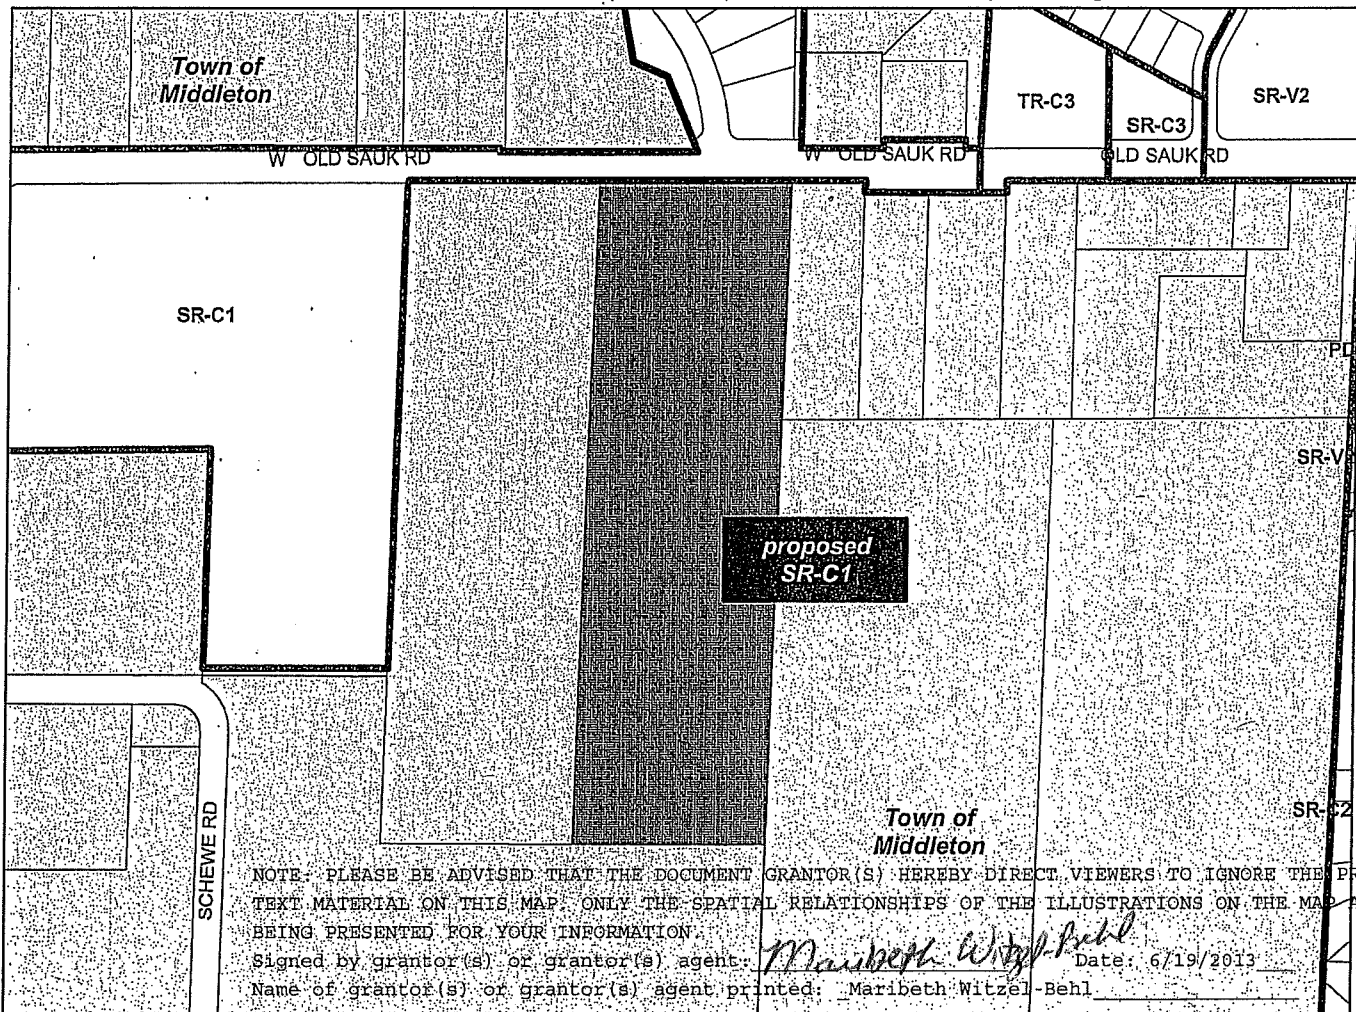 Town of
Middleton
TR-C3
SR-C3
SR-V2
W OLD SAUK RD
W OLD SAUK RD
OLD SAUK RD
SR-C1
PD
SR-V
proposed
SR-C1
SR-C2
SCHEWE RD
Town of
Middleton
NOTE: PLEASE BE ADVISED THAT THE DOCUMENT GRANTOR(S) HEREBY DIRECT VIEWERS TO IGNORE THE PR
TEXT MATERIAL ON THIS MAP. ONLY THE SPATIAL RELATIONSHIPS OF THE ILLUSTRATIONS ON THE MAP A
BEING PRESENTED FOR YOUR INFORMATION.
Signed by grantor(s) or grantor(s) agent: Maribeth Witzel-Behl Date: 6/19/2013
Name of grantor(s) or grantor(s) agent printed: Maribeth Witzel-Behl